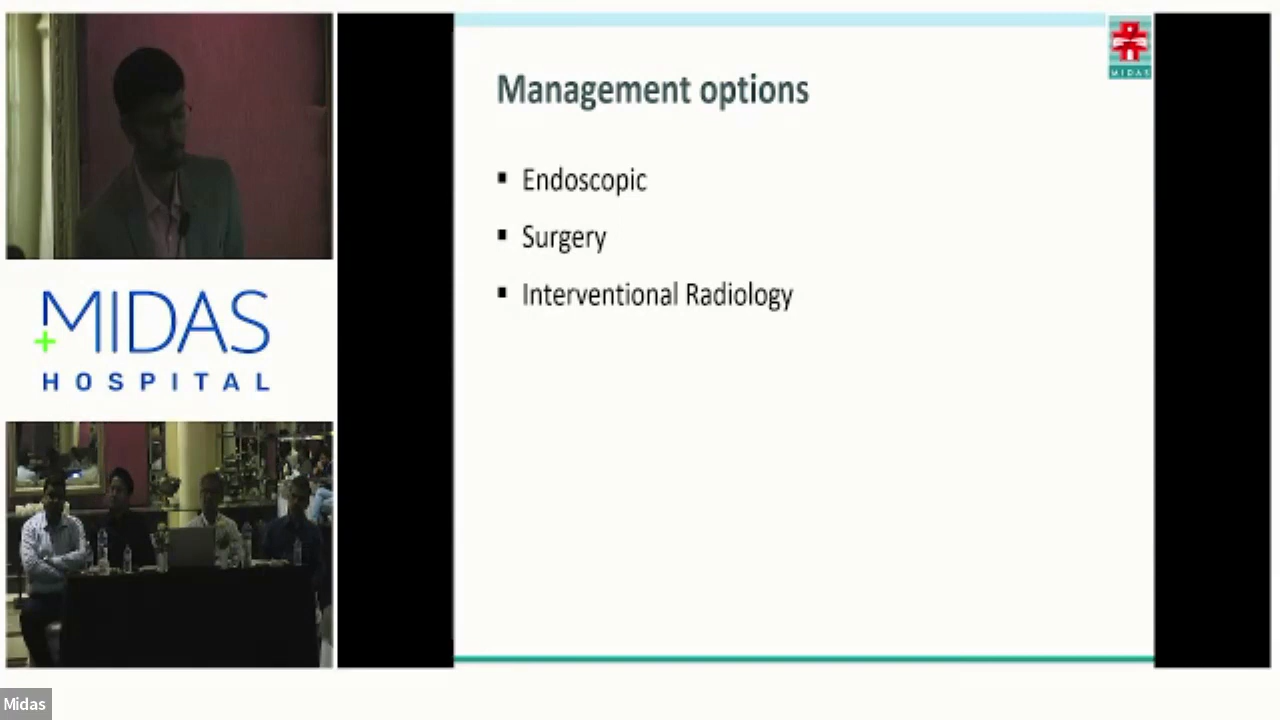 MIDAS
Management options
▪ Endoscopic
▪ Surgery
▪ Interventional Radiology
MIDAS
HOSPITAL
Midas